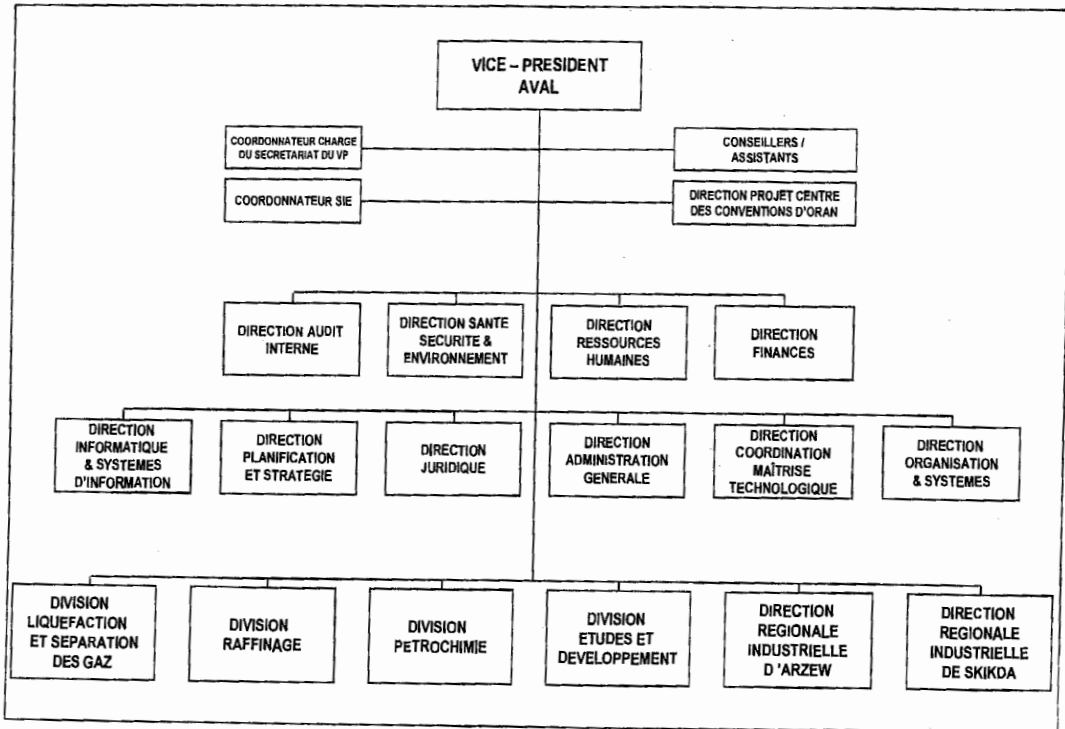 VICE – PRESIDENT
AVAL
COORDONNATEUR CHARGE
DU SECRETARIAT DU VP
CONSEILLERS /
ASSISTANTS
COORDONNATEUR SIE
DIRECTION PROJET CENTRE
DES CONVENTIONS D'ORAN
DIRECTION AUDIT
INTERNE
DIRECTION SANTE
SECURITE &
ENVIRONNEMENT
DIRECTION
RESSOURCES
HUMAINES
DIRECTION
FINANCES
DIRECTION
INFORMATIQUE
& SYSTEMES
D'INFORMATION
DIRECTION
PLANIFICATION
ET STRATEGIE
DIRECTION
JURIDIQUE
DIRECTION
ADMINISTRATION
GENERALE
DIRECTION
COORDINATION
MAÎTRISE
TECHNOLOGIQUE
DIRECTION
ORGANISATION
& SYSTEMES
DIVISION
LIQUEFACTION
ET SEPARATION
DES GAZ
DIVISION
RAFFINAGE
DIVISION
PETROCHIMIE
DIVISION
ETUDES ET
DEVELOPPEMENT
DIRECTION
REGIONALE
INDUSTRIELLE
D 'ARZEW
DIRECTION
REGIONALE
INDUSTRIELLE
DE SKIKDA